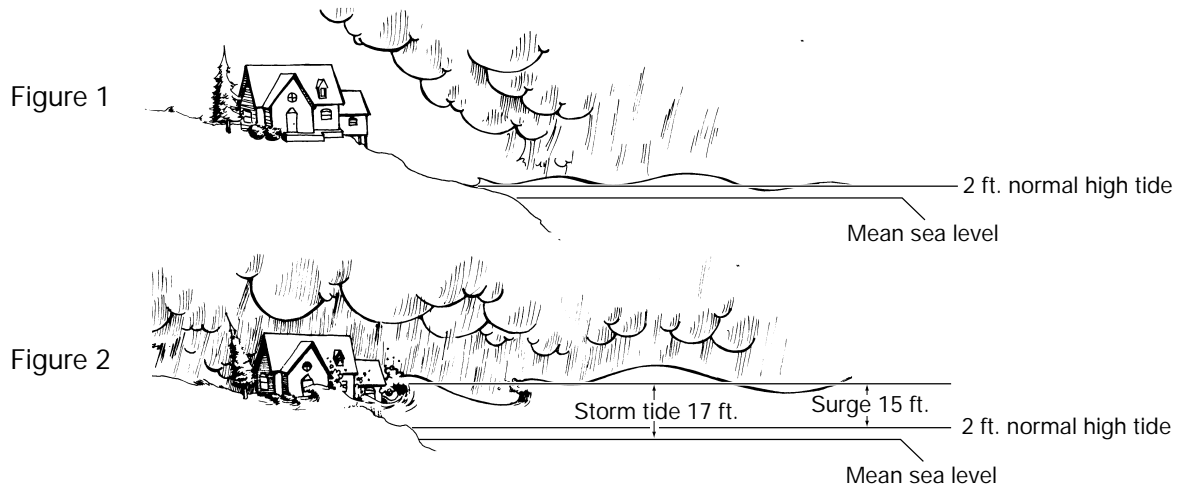 Figure 1
2 ft. normal high tide
Mean sea level
Figure 2
Storm tide 17 ft.
Surge 15 ft.
2 ft. normal high tide
Mean sea level